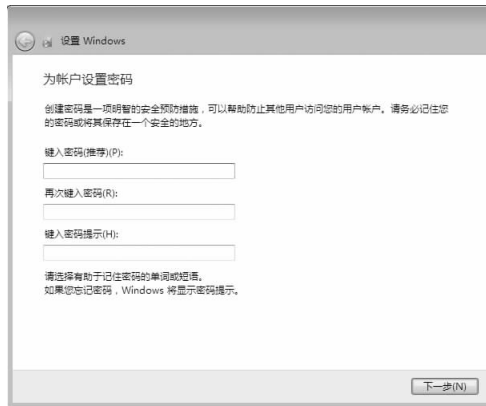 设置 Windows
为帐户设置密码
创建密码是一项明智的安全预防措施，可以帮助防止其他用户访问您的用户帐户。请务必记住您
的密码或将其保存在一个安全的地方。
键入密码(推荐)(P):
再次键入密码(R):
键入密码提示(H):
请选择有助于记住密码的单词或短语。
如果您忘记密码，Windows 将显示密码提示。
下一步(N)